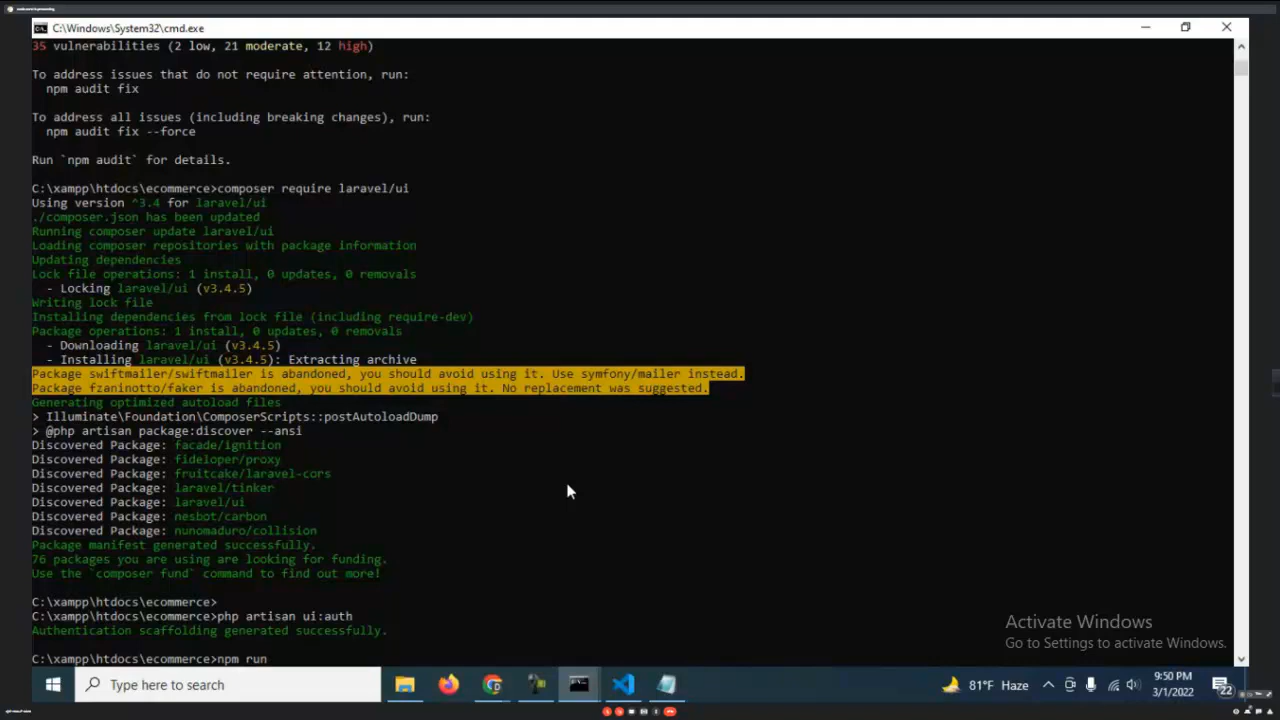 C:\Windows\System32\cmd.exe
35 vulnerabilities (2 low, 21 moderate, 12 high)
To address issues that do not require attention, run:
npm audit fix
To address all issues (including breaking changes), run:
npm audit fix --force
Run `npm audit` for details.
C:\xampp\htdocs\ecommerce>composer require laravel/ui
Using version ^3.4 for laravel/ui
./composer.json has been updated
Running composer update laravel/ui
Loading composer repositories with package information
Updating dependencies
Lock file operations: 1 install, 0 updates, 0 removals
- Locking laravel/ui (v3.4.5)
Writing lock file
Installing dependencies from lock file (including require-dev)
Package operations: 1 install, 0 updates, 0 removals
- Downloading laravel/ui (v3.4.5)
- Installing laravel/ui (v3.4.5): Extracting archive
Package swiftmailer/swiftmailer is abandoned, you should avoid using it. Use symfony/mailer instead.
Package fzaninotto/faker is abandoned, you should avoid using it. No replacement was suggested.
Generating optimized autoload files
> Illuminate\Foundation\ComposerScripts::postAutoloadDump
> @php artisan package:discover --ansi
Discovered Package: facade/ignition
Discovered Package: fideloper/proxy
Discovered Package: fruitcake/laravel-cors
Discovered Package: laravel/tinker
Discovered Package: laravel/ui
Discovered Package: nesbot/carbon
Discovered Package: nunomaduro/collision
Package manifest generated successfully.
76 packages you are using are looking for funding.
Use the `composer fund` command to find out more!
C:\xampp\htdocs\ecommerce>
C:\xampp\htdocs\ecommerce>php artisan ui:auth
Authentication scaffolding generated successfully.
C:\xampp\htdocs\ecommerce>npm run
Activate Windows
Go to Settings to activate Windows.
Type here to search
81°F Haze
9:50 PM
3/1/2022
22